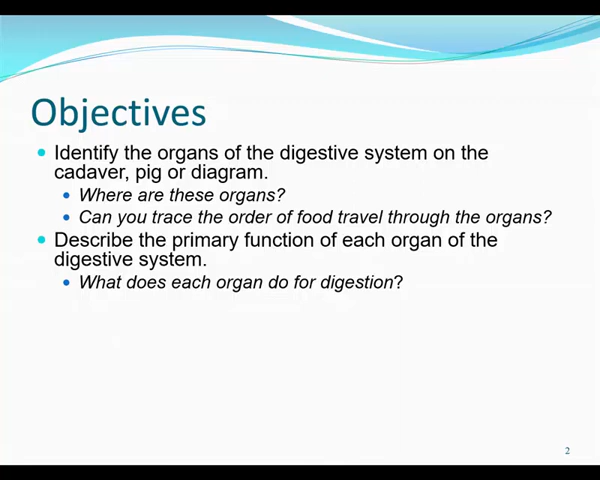 Objectives
Identify the organs of the digestive system on the
cadaver, pig or diagram.
Where are these organs?
Can you trace the order of food travel through the organs?
Describe the primary function of each organ of the
digestive system.
What does each organ do for digestion?
2